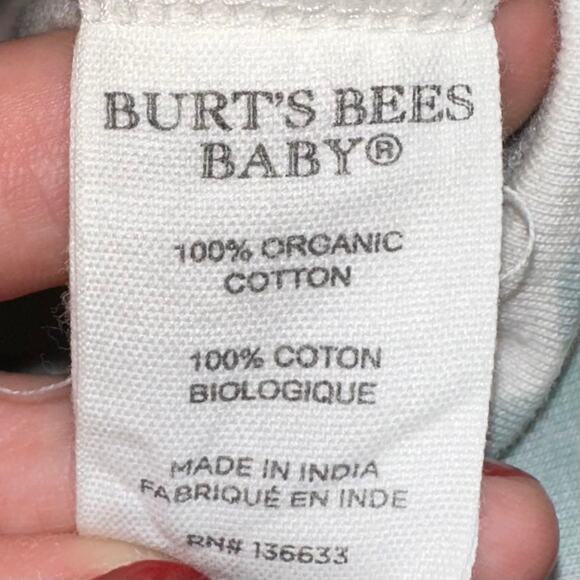 BURT'S BEES
BABY®
100% ORGANIC
COTTON
100% COTON
BIOLOGIQUE
MADE IN INDIA
FABRIQUÉ EN INDE
RN# 136633